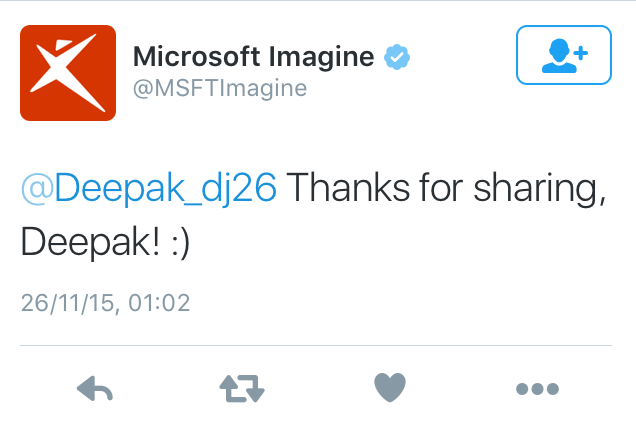 Microsoft Imagine
@MSFTImagine
@Deepak_dj26 Thanks for sharing,
Deepak! :)
26/11/15, 01:02